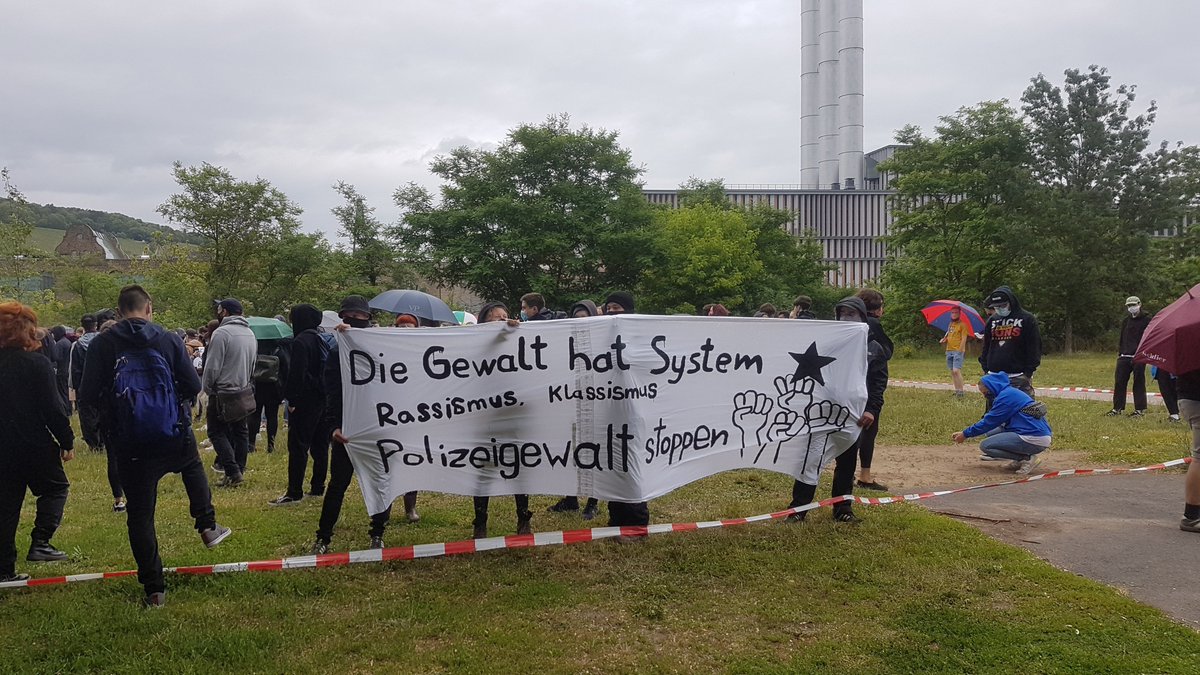 Die Gewalt hat System
Rassismus, Klassismus
Polizeigewalt stoppen